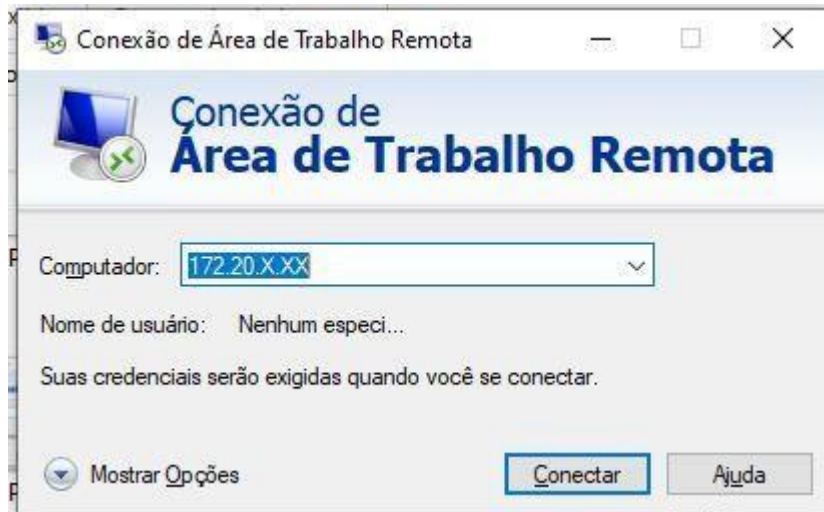 Conexão de Área de Trabalho Remota
Conexão de
Área de Trabalho Remota
Computador: 172.20.X.XX
Nome de usuário: Nenhum especi...
Suas credenciais serão exigidas quando você se conectar.
Mostrar Opções Conectar Ajuda